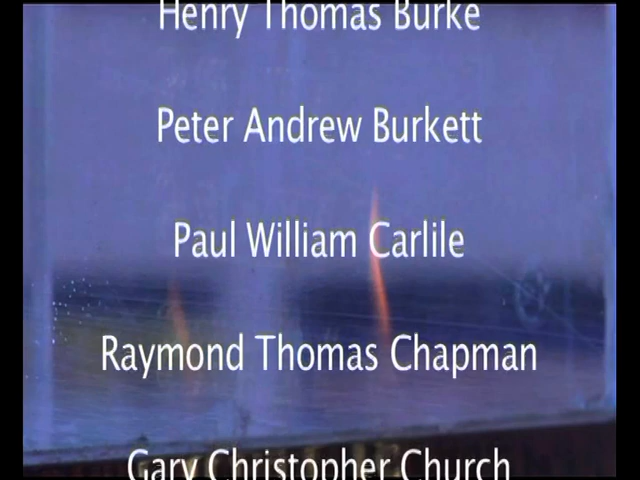 Henry Thomas Burke
Peter Andrew Burkett
Paul William Carlile
Raymond Thomas Chapman
Gary Christopher Church